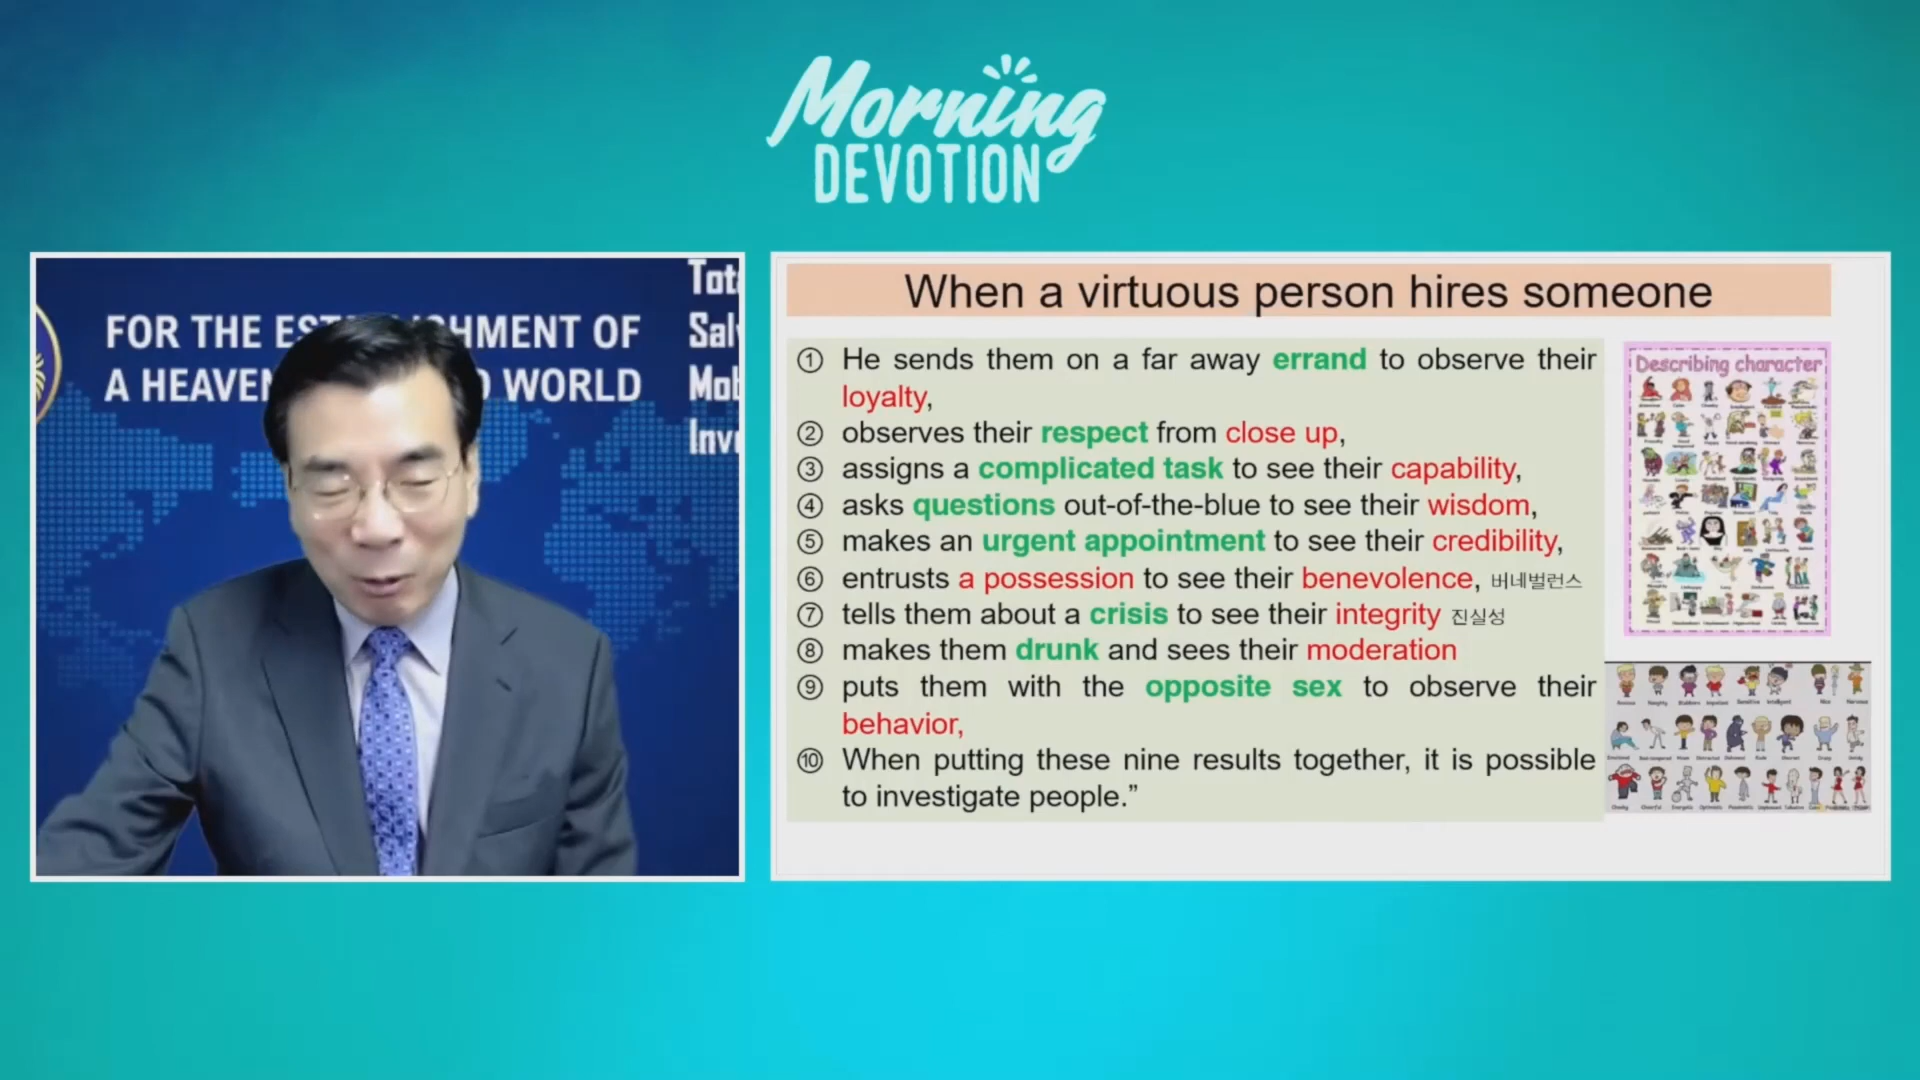 Morning
DEVOTION
FOR THE EST HMENT OF
A HEAVEN D WORLD
Tot
Sal
Mob
Inv
When a virtuous person hires someone
① He sends them on a far away errand to observe their
loyalty,
② observes their respect from close up,
③ assigns a complicated task to see their capability,
④ asks questions out-of-the-blue to see their wisdom,
⑤ makes an urgent appointment to see their credibility,
⑥ entrusts a possession to see their benevolence, 버네벌런스
⑦ tells them about a crisis to see their integrity 진실성
⑧ makes them drunk and sees their moderation
⑨ puts them with the opposite sex to observe their
behavior,
⑩ When putting these nine results together, it is possible
to investigate people.”
Describing character